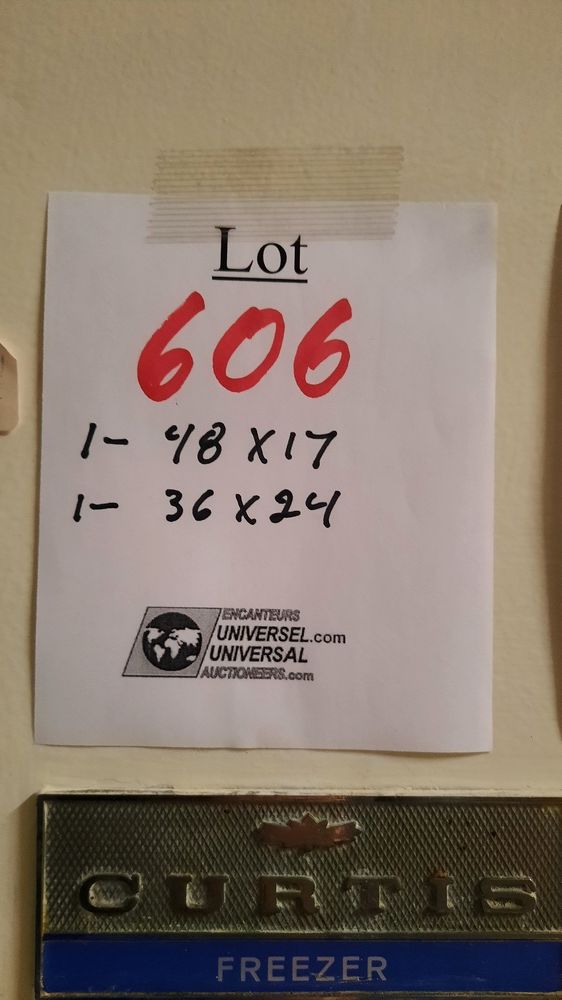 Lot
606
1- 48 X 17
1- 36 X 24
ENCANTEURS
UNIVERSEL.com
UNIVERSAL
AUCTIONEERS.com
CURTIS
FREEZER